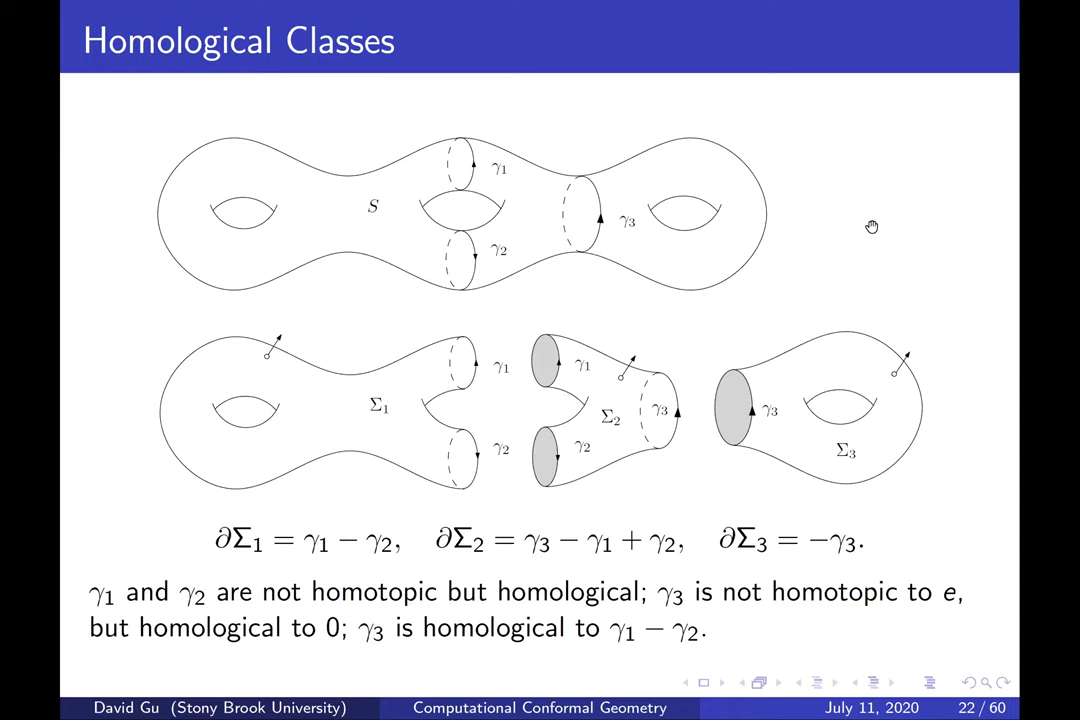 Homological Classes
γ1
S
γ3
γ2
γ1
γ1
Σ1
Σ2
γ3
γ3
γ2
γ2
Σ3
∂Σ1 = γ1 − γ2, ∂Σ2 = γ3 − γ1 + γ2, ∂Σ3 = −γ3.
γ1 and γ2 are not homotopic but homological; γ3 is not homotopic to e,
but homological to 0; γ3 is homological to γ1 − γ2.
David Gu (Stony Brook University) Computational Conformal Geometry July 11, 2020 22 / 60